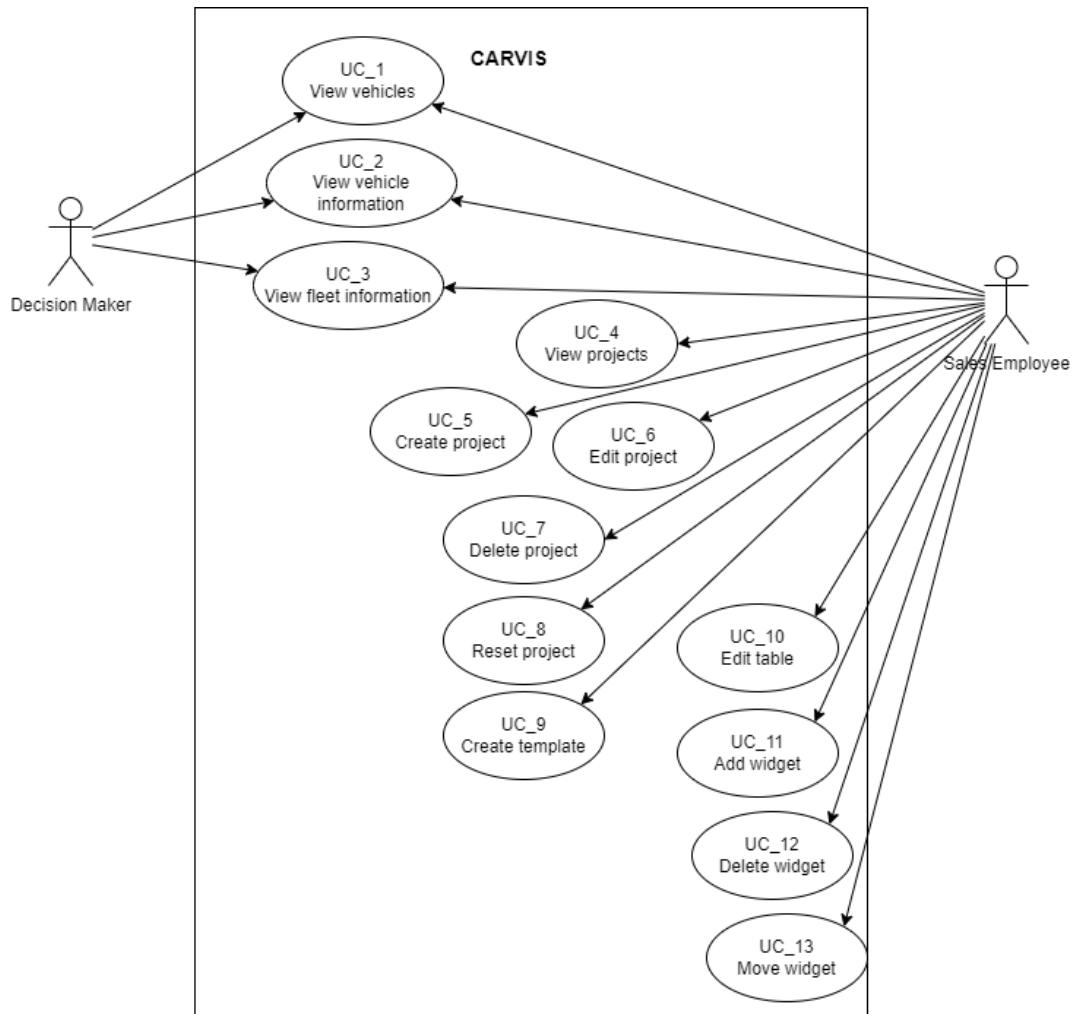 CARVIS
UC_1
View vehicles
UC_2
View vehicle
information
Decision Maker
UC_3
View fleet information
UC_4
View projects
Sales Employee
UC_5
Create project
UC_6
Edit project
UC_7
Delete project
UC_8
Reset project
UC_9
Create template
UC_10
Edit table
UC_11
Add widget
UC_12
Delete widget
UC_13
Move widget